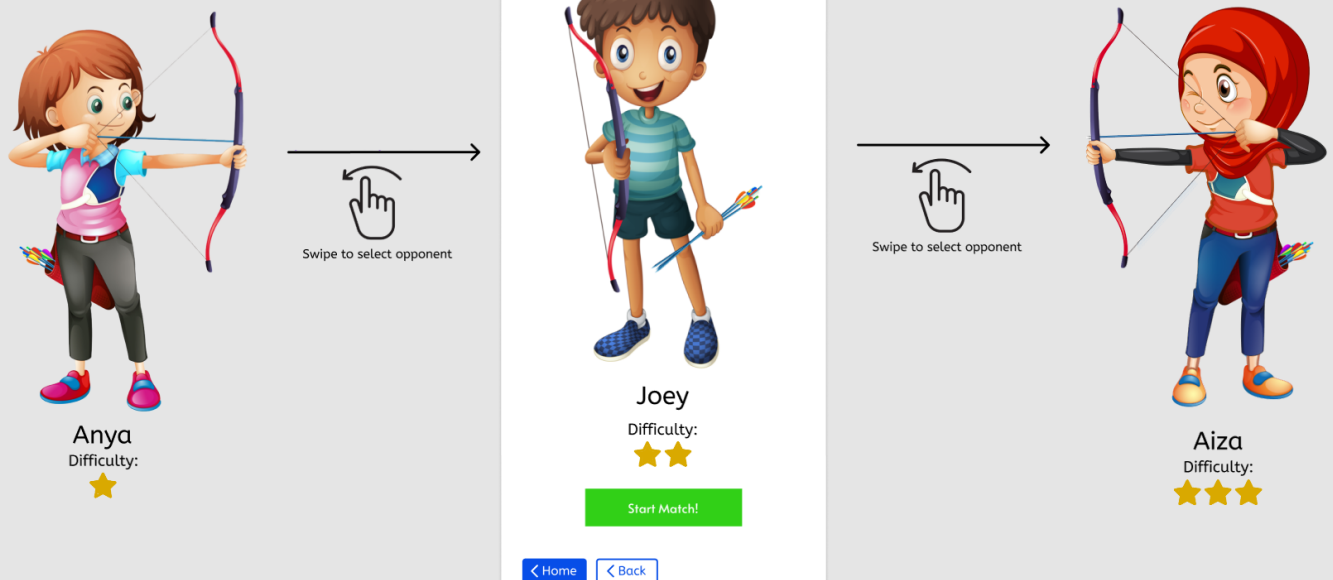 Swipe to select opponent
Swipe to select opponent
Anya
Difficulty:
Joey
Difficulty:
Aiza
Difficulty:
Start Match!
Home
Back